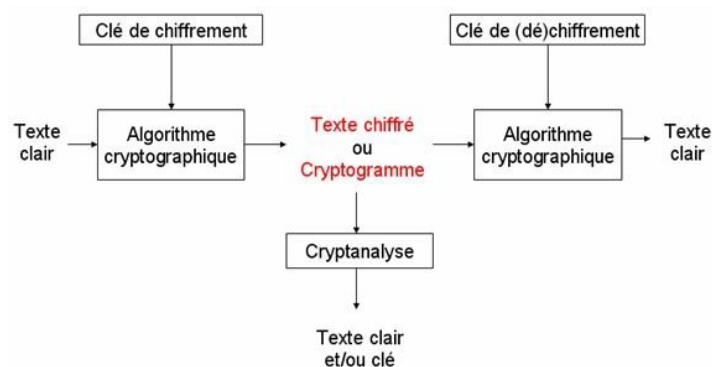 Clé de chiffrement
Clé de (dé)chiffrement
Texte
clair
Algorithme
cryptographique
Texte chiffré
ou
Cryptogramme
Algorithme
cryptographique
Texte
clair
Cryptanalyse
Texte clair
et/ou clé